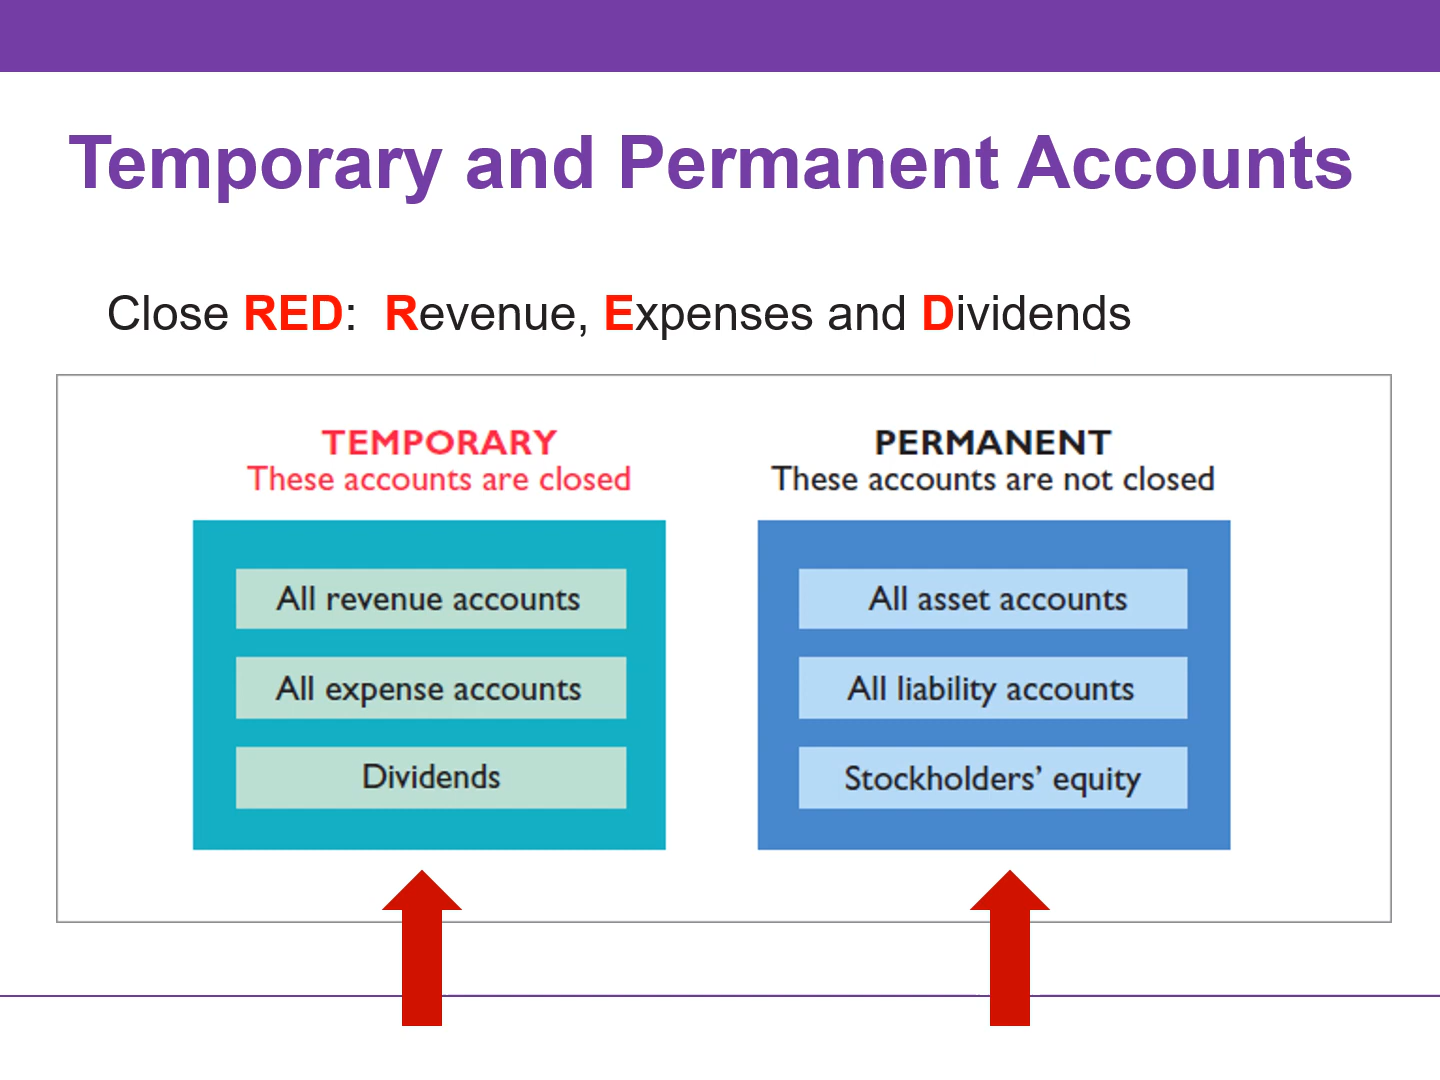 Temporary and Permanent Accounts
Close RED: Revenue, Expenses and Dividends
TEMPORARY
These accounts are closed
All revenue accounts
All expense accounts
Dividends
PERMANENT
These accounts are not closed
All asset accounts
All liability accounts
Stockholders’ equity